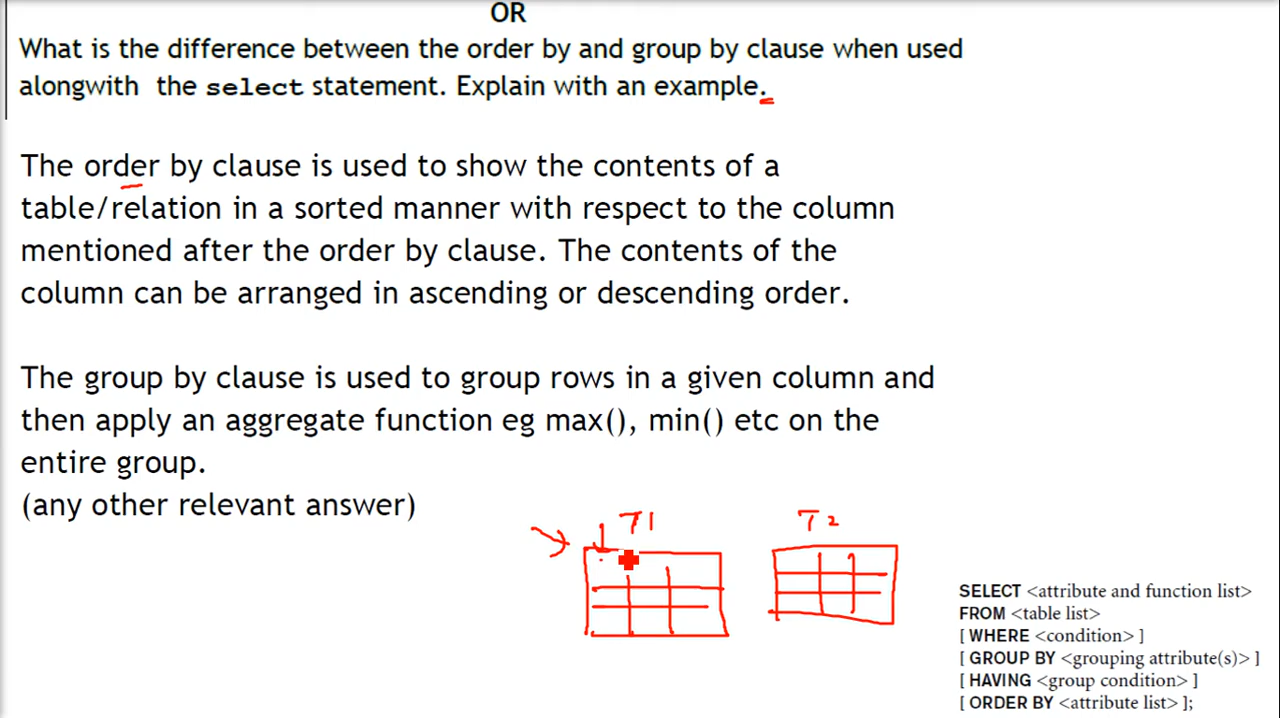 OR
What is the difference between the order by and group by clause when used
alongwith the select statement. Explain with an example.
The order by clause is used to show the contents of a
table/relation in a sorted manner with respect to the column
mentioned after the order by clause. The contents of the
column can be arranged in ascending or descending order.
The group by clause is used to group rows in a given column and
then apply an aggregate function eg max(), min() etc on the
entire group.
(any other relevant answer)
T1
T2
SELECT <attribute and function list>
FROM <table list>
[ WHERE <condition> ]
[ GROUP BY <grouping attribute(s)> ]
[ HAVING <group condition> ]
[ ORDER BY <attribute list> ];